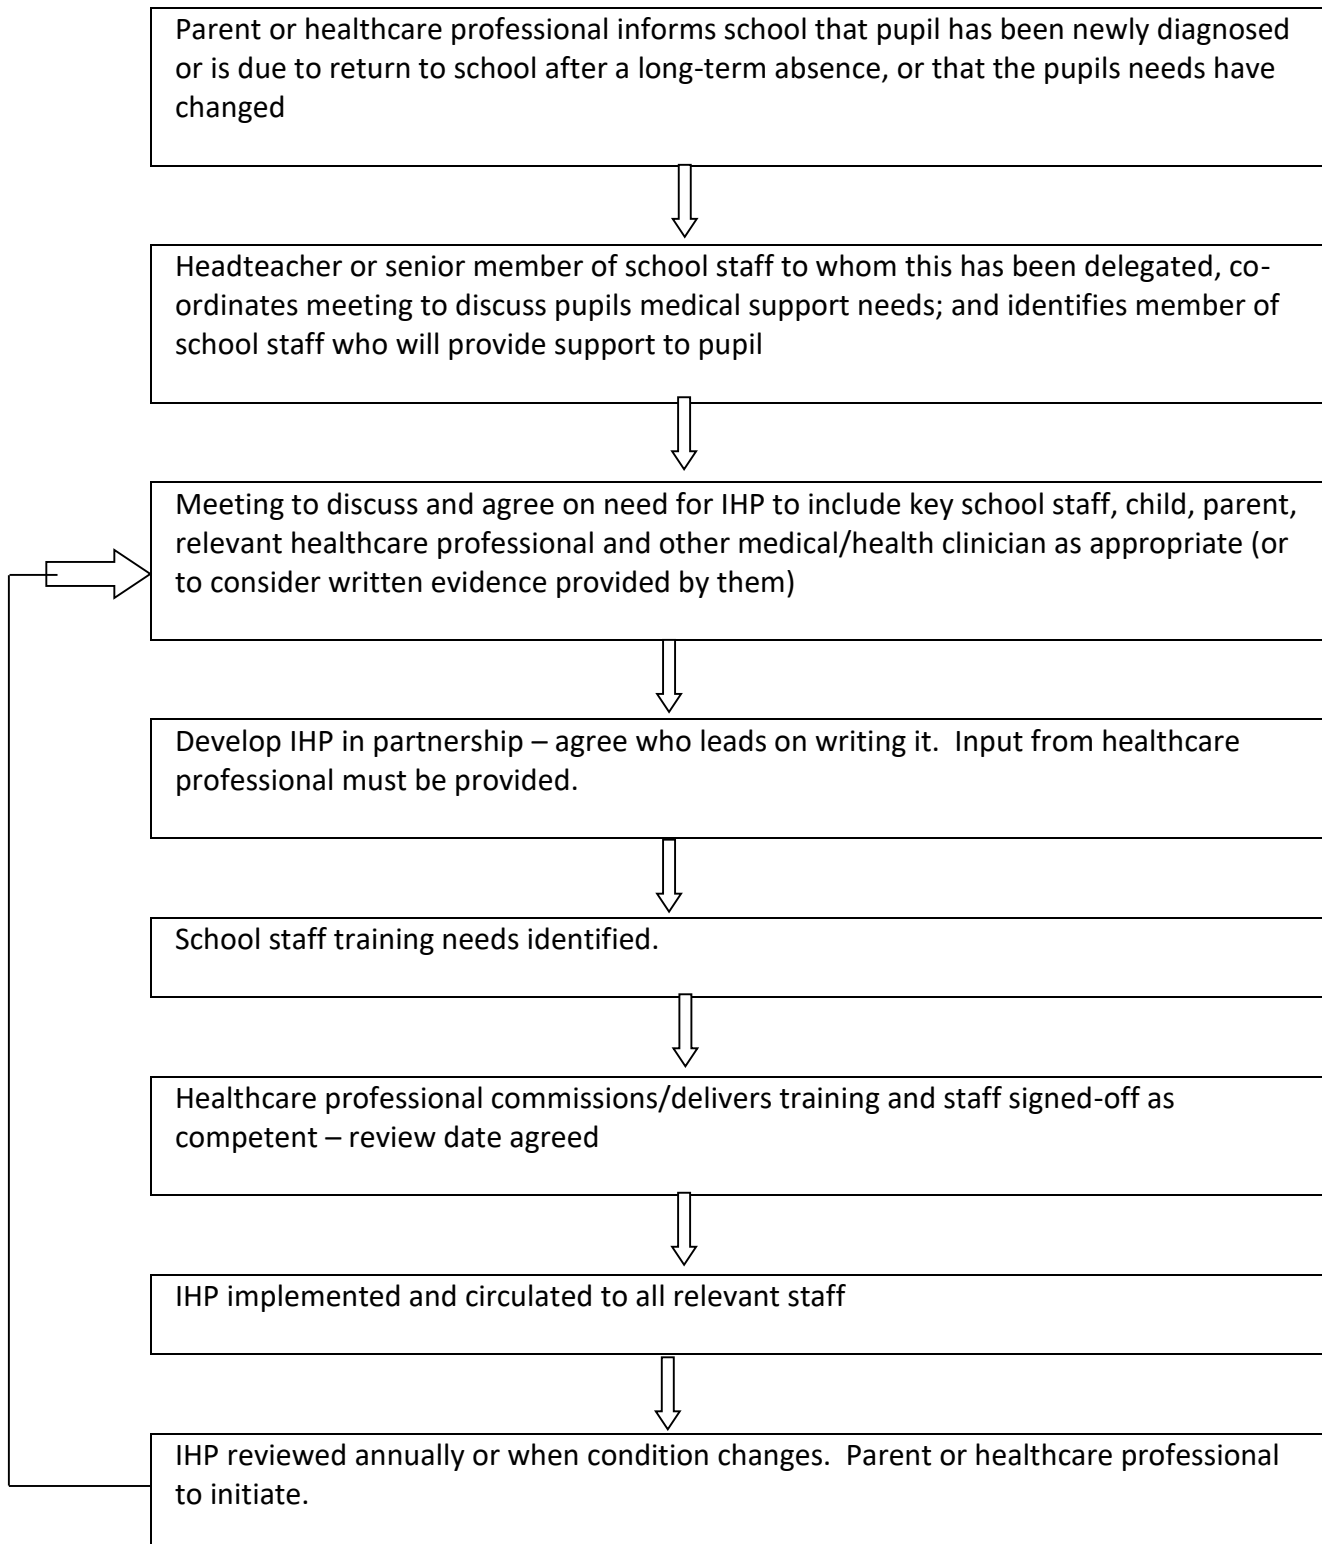 Parent or healthcare professional informs school that pupil has been newly diagnosed
or is due to return to school after a long-term absence, or that the pupils needs have
changed
Headteacher or senior member of school staff to whom this has been delegated, co-
ordinates meeting to discuss pupils medical support needs; and identifies member of
school staff who will provide support to pupil
Meeting to discuss and agree on need for IHP to include key school staff, child, parent,
relevant healthcare professional and other medical/health clinician as appropriate (or
to consider written evidence provided by them)
Develop IHP in partnership – agree who leads on writing it.  Input from healthcare
professional must be provided.
School staff training needs identified.
Healthcare professional commissions/delivers training and staff signed-off as
competent – review date agreed
IHP implemented and circulated to all relevant staff
IHP reviewed annually or when condition changes.  Parent or healthcare professional
to initiate.